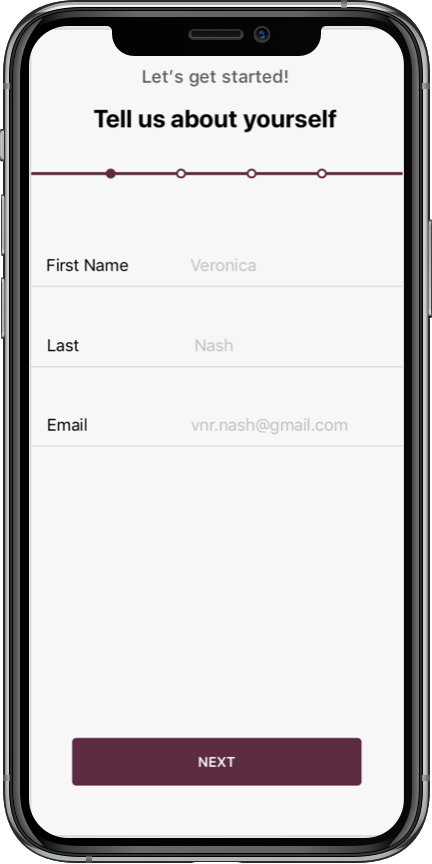 Let's get started!
Tell us about yourself
First Name Veronica
Last Nash
Email vnr.nash@gmail.com
NEXT